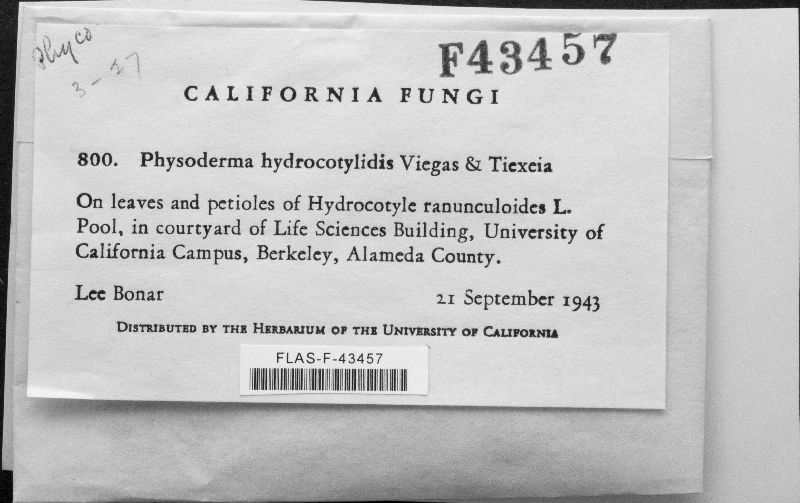 Phyco
3-27
F43457
CALIFORNIA FUNGI
800. Physoderma hydrocotylidis Viegas & Tiexeia
On leaves and petioles of Hydrocotyle ranunculoides L.
Pool, in courtyard of Life Sciences Building, University of
California Campus, Berkeley, Alameda County.
Lee Bonar 21 September 1943
DISTRIBUTED BY THE HERBARIUM OF THE UNIVERSITY OF CALIFORNIA
FLAS-F-43457